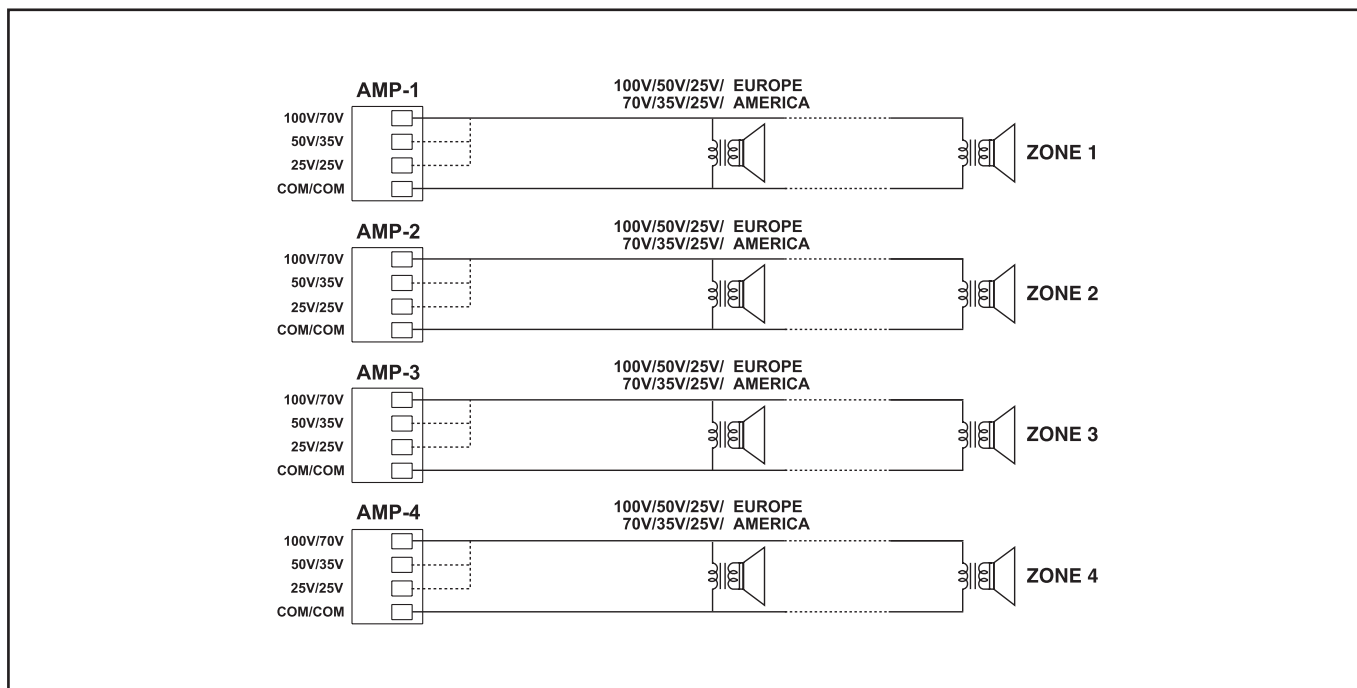 AMP-1
100V/50V/25V/ EUROPE
70V/35V/25V/ AMERICA
100V/70V
50V/35V
25V/25V
COM/COM
ZONE 1
AMP-2
100V/50V/25V/ EUROPE
70V/35V/25V/ AMERICA
100V/70V
50V/35V
25V/25V
COM/COM
ZONE 2
AMP-3
100V/50V/25V/ EUROPE
70V/35V/25V/ AMERICA
100V/70V
50V/35V
25V/25V
COM/COM
ZONE 3
AMP-4
100V/50V/25V/ EUROPE
70V/35V/25V/ AMERICA
100V/70V
50V/35V
25V/25V
COM/COM
ZONE 4